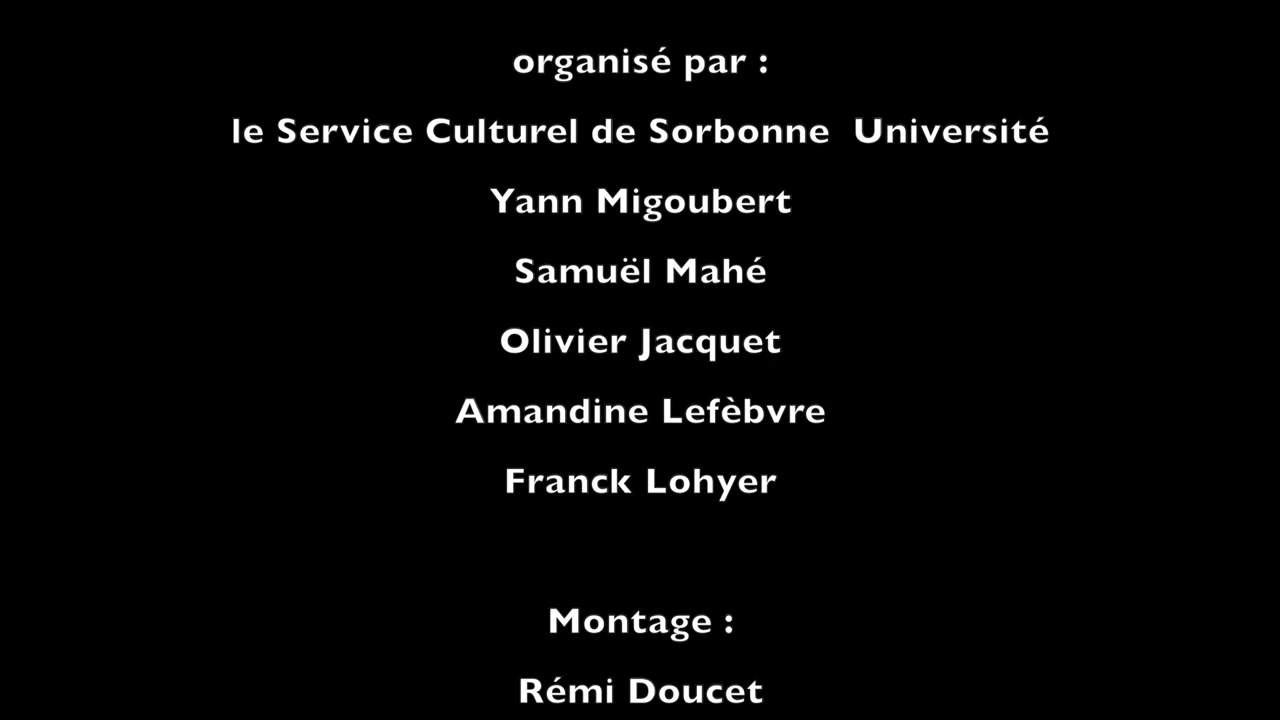 organisé par :
le Service Culturel de Sorbonne  Université
Yann Migoubert
Samuël Mahé
Olivier Jacquet
Amandine Lefèbvre
Franck Lohyer
Montage :
Rémi Doucet